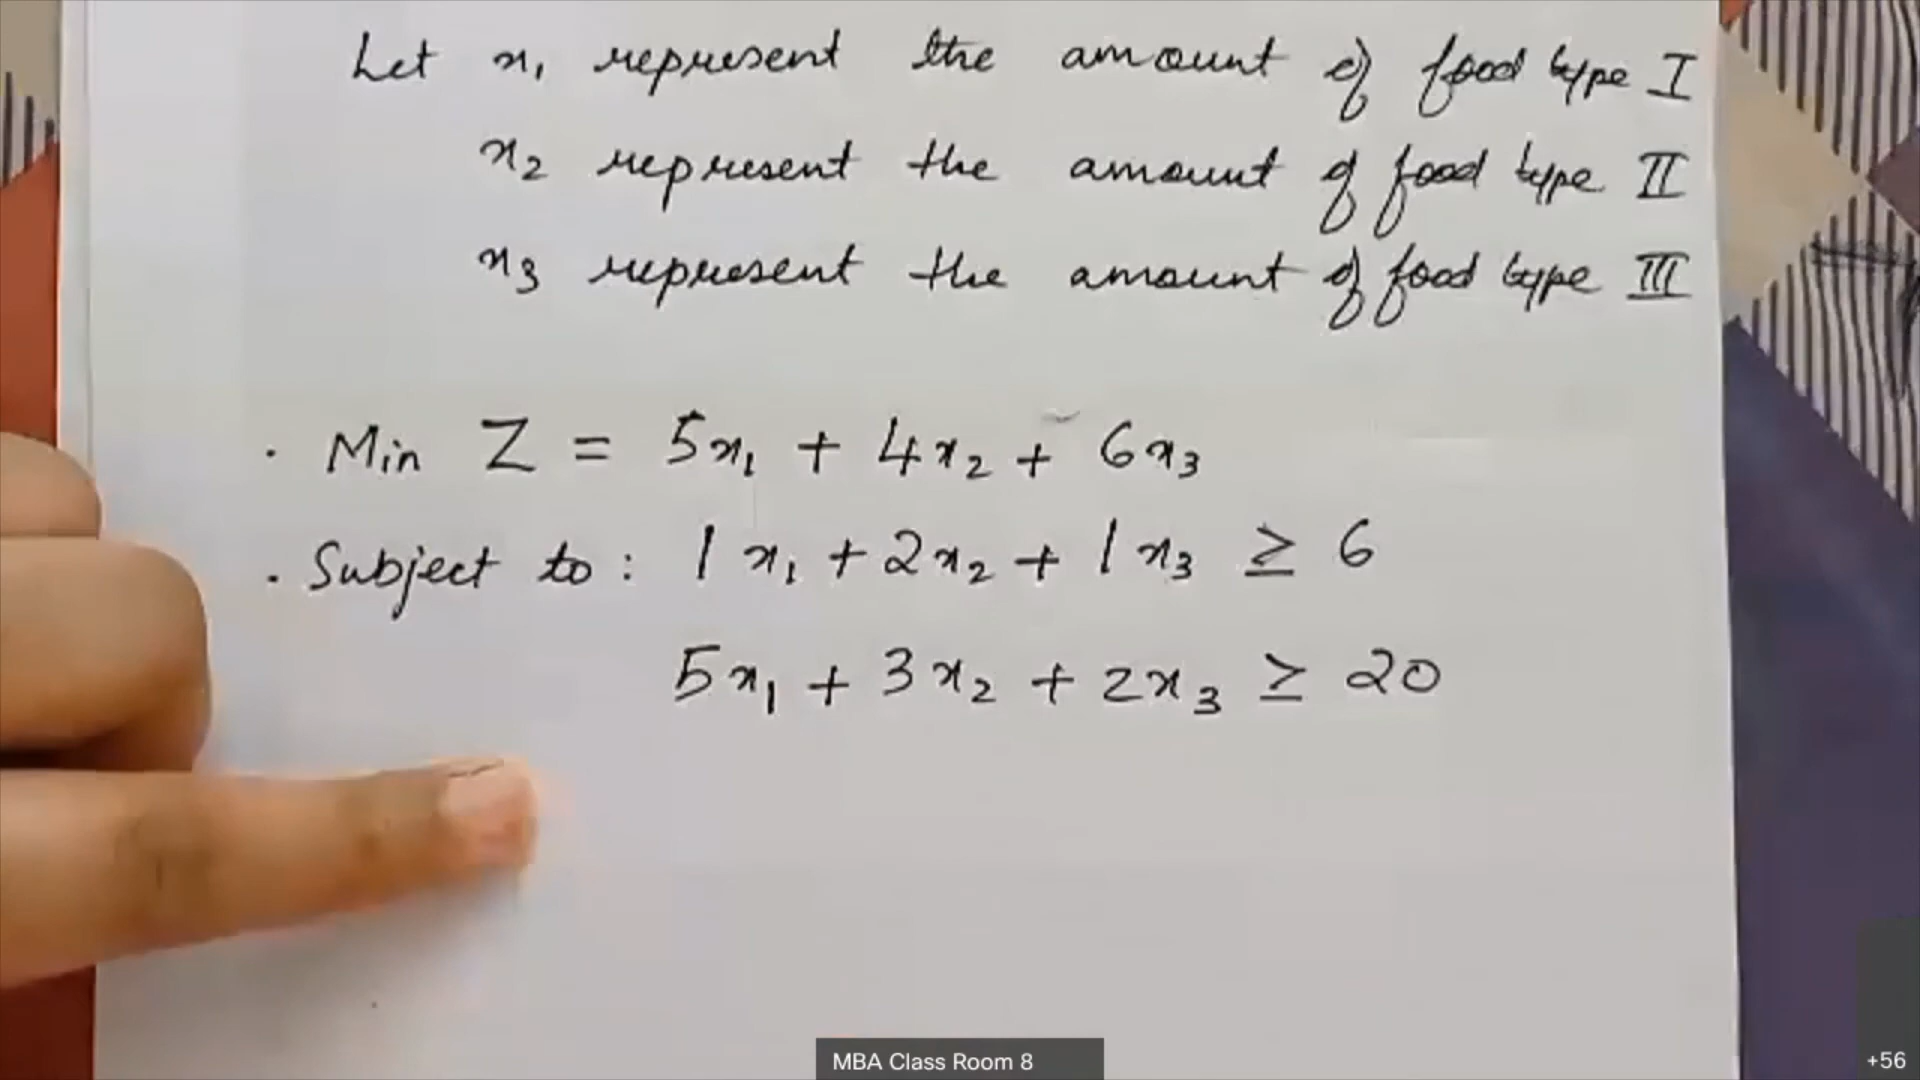 Let x₁ represent the amount of food type I
x₂ represent the amount of food type II
x₃ represent the amount of food type III
. Min Z = 5x₁ + 4x₂ + 6x₃
. Subject to : 1x₁ + 2x₂ + 1x₃ ≥ 6
5x₁ + 3x₂ + 2x₃ ≥ 20
MBA Class Room 8
+56